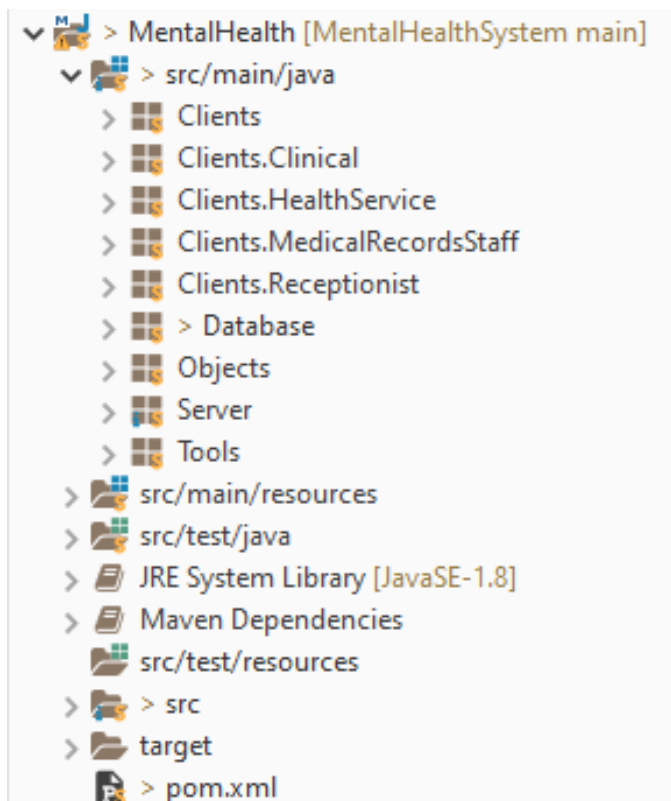 > MentalHealth [MentalHealthSystem main]
> src/main/java
Clients
Clients.Clinical
Clients.HealthService
Clients.MedicalRecordsStaff
Clients.Receptionist
> Database
Objects
Server
Tools
src/main/resources
src/test/java
JRE System Library [JavaSE-1.8]
Maven Dependencies
src/test/resources
> src
target
> pom.xml